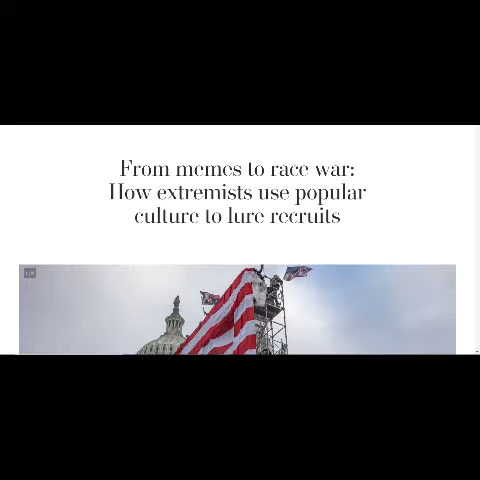 From memes to race war:
How extremists use popular
culture to lure recruits